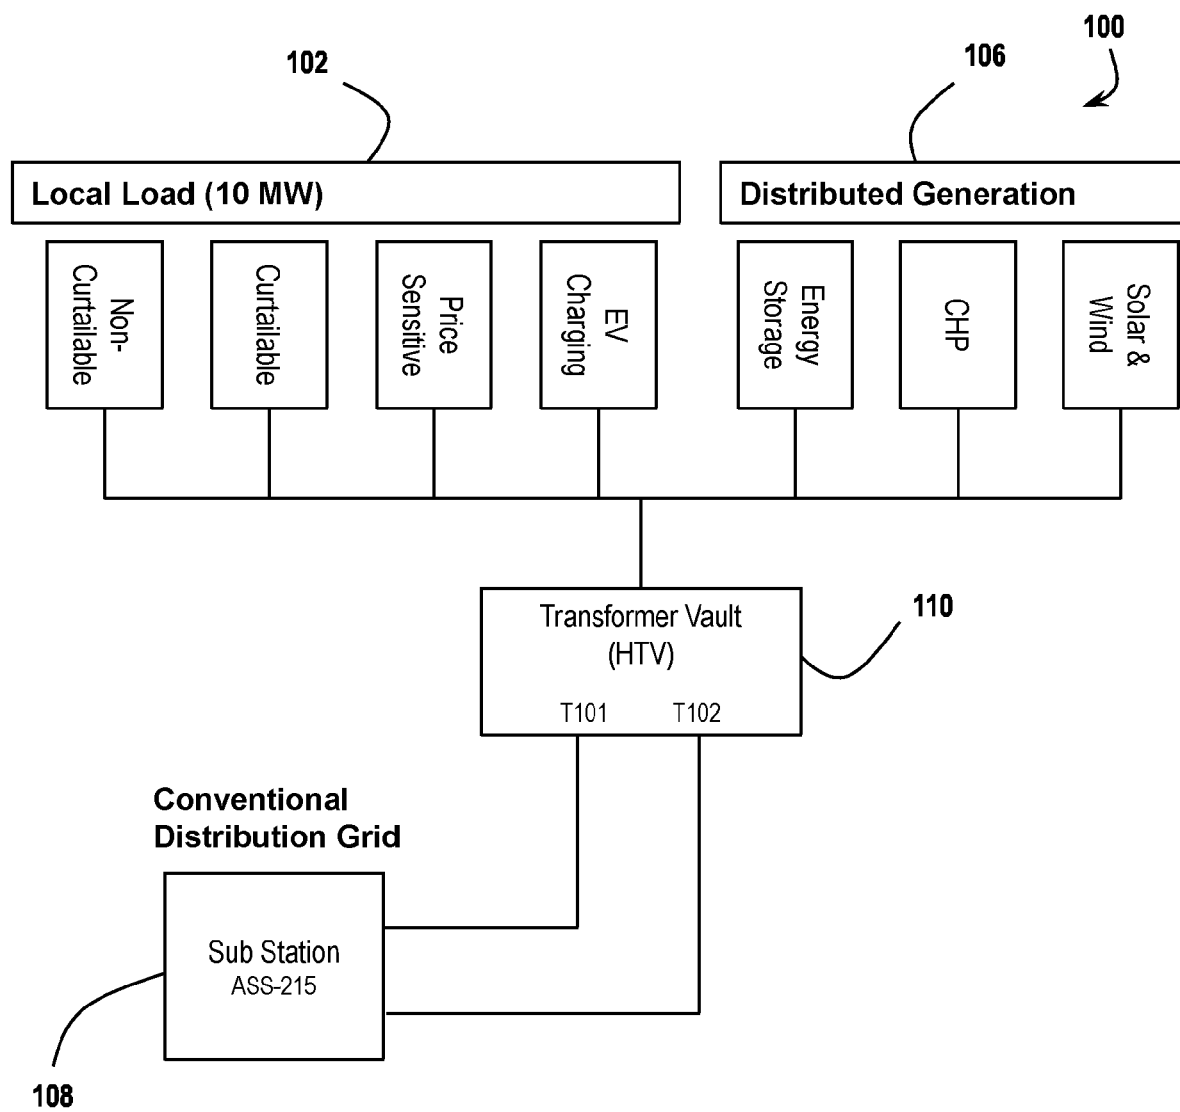 100
102
106
Local Load (10 MW)
Distributed Generation
Non-
Curtailable
Curtailable
Price
Sensitive
EV
Charging
Energy
Storage
CHP
Solar &
Wind
Transformer Vault
(HTV)
T101
T102
110
Conventional
Distribution Grid
Sub Station
ASS-215
108